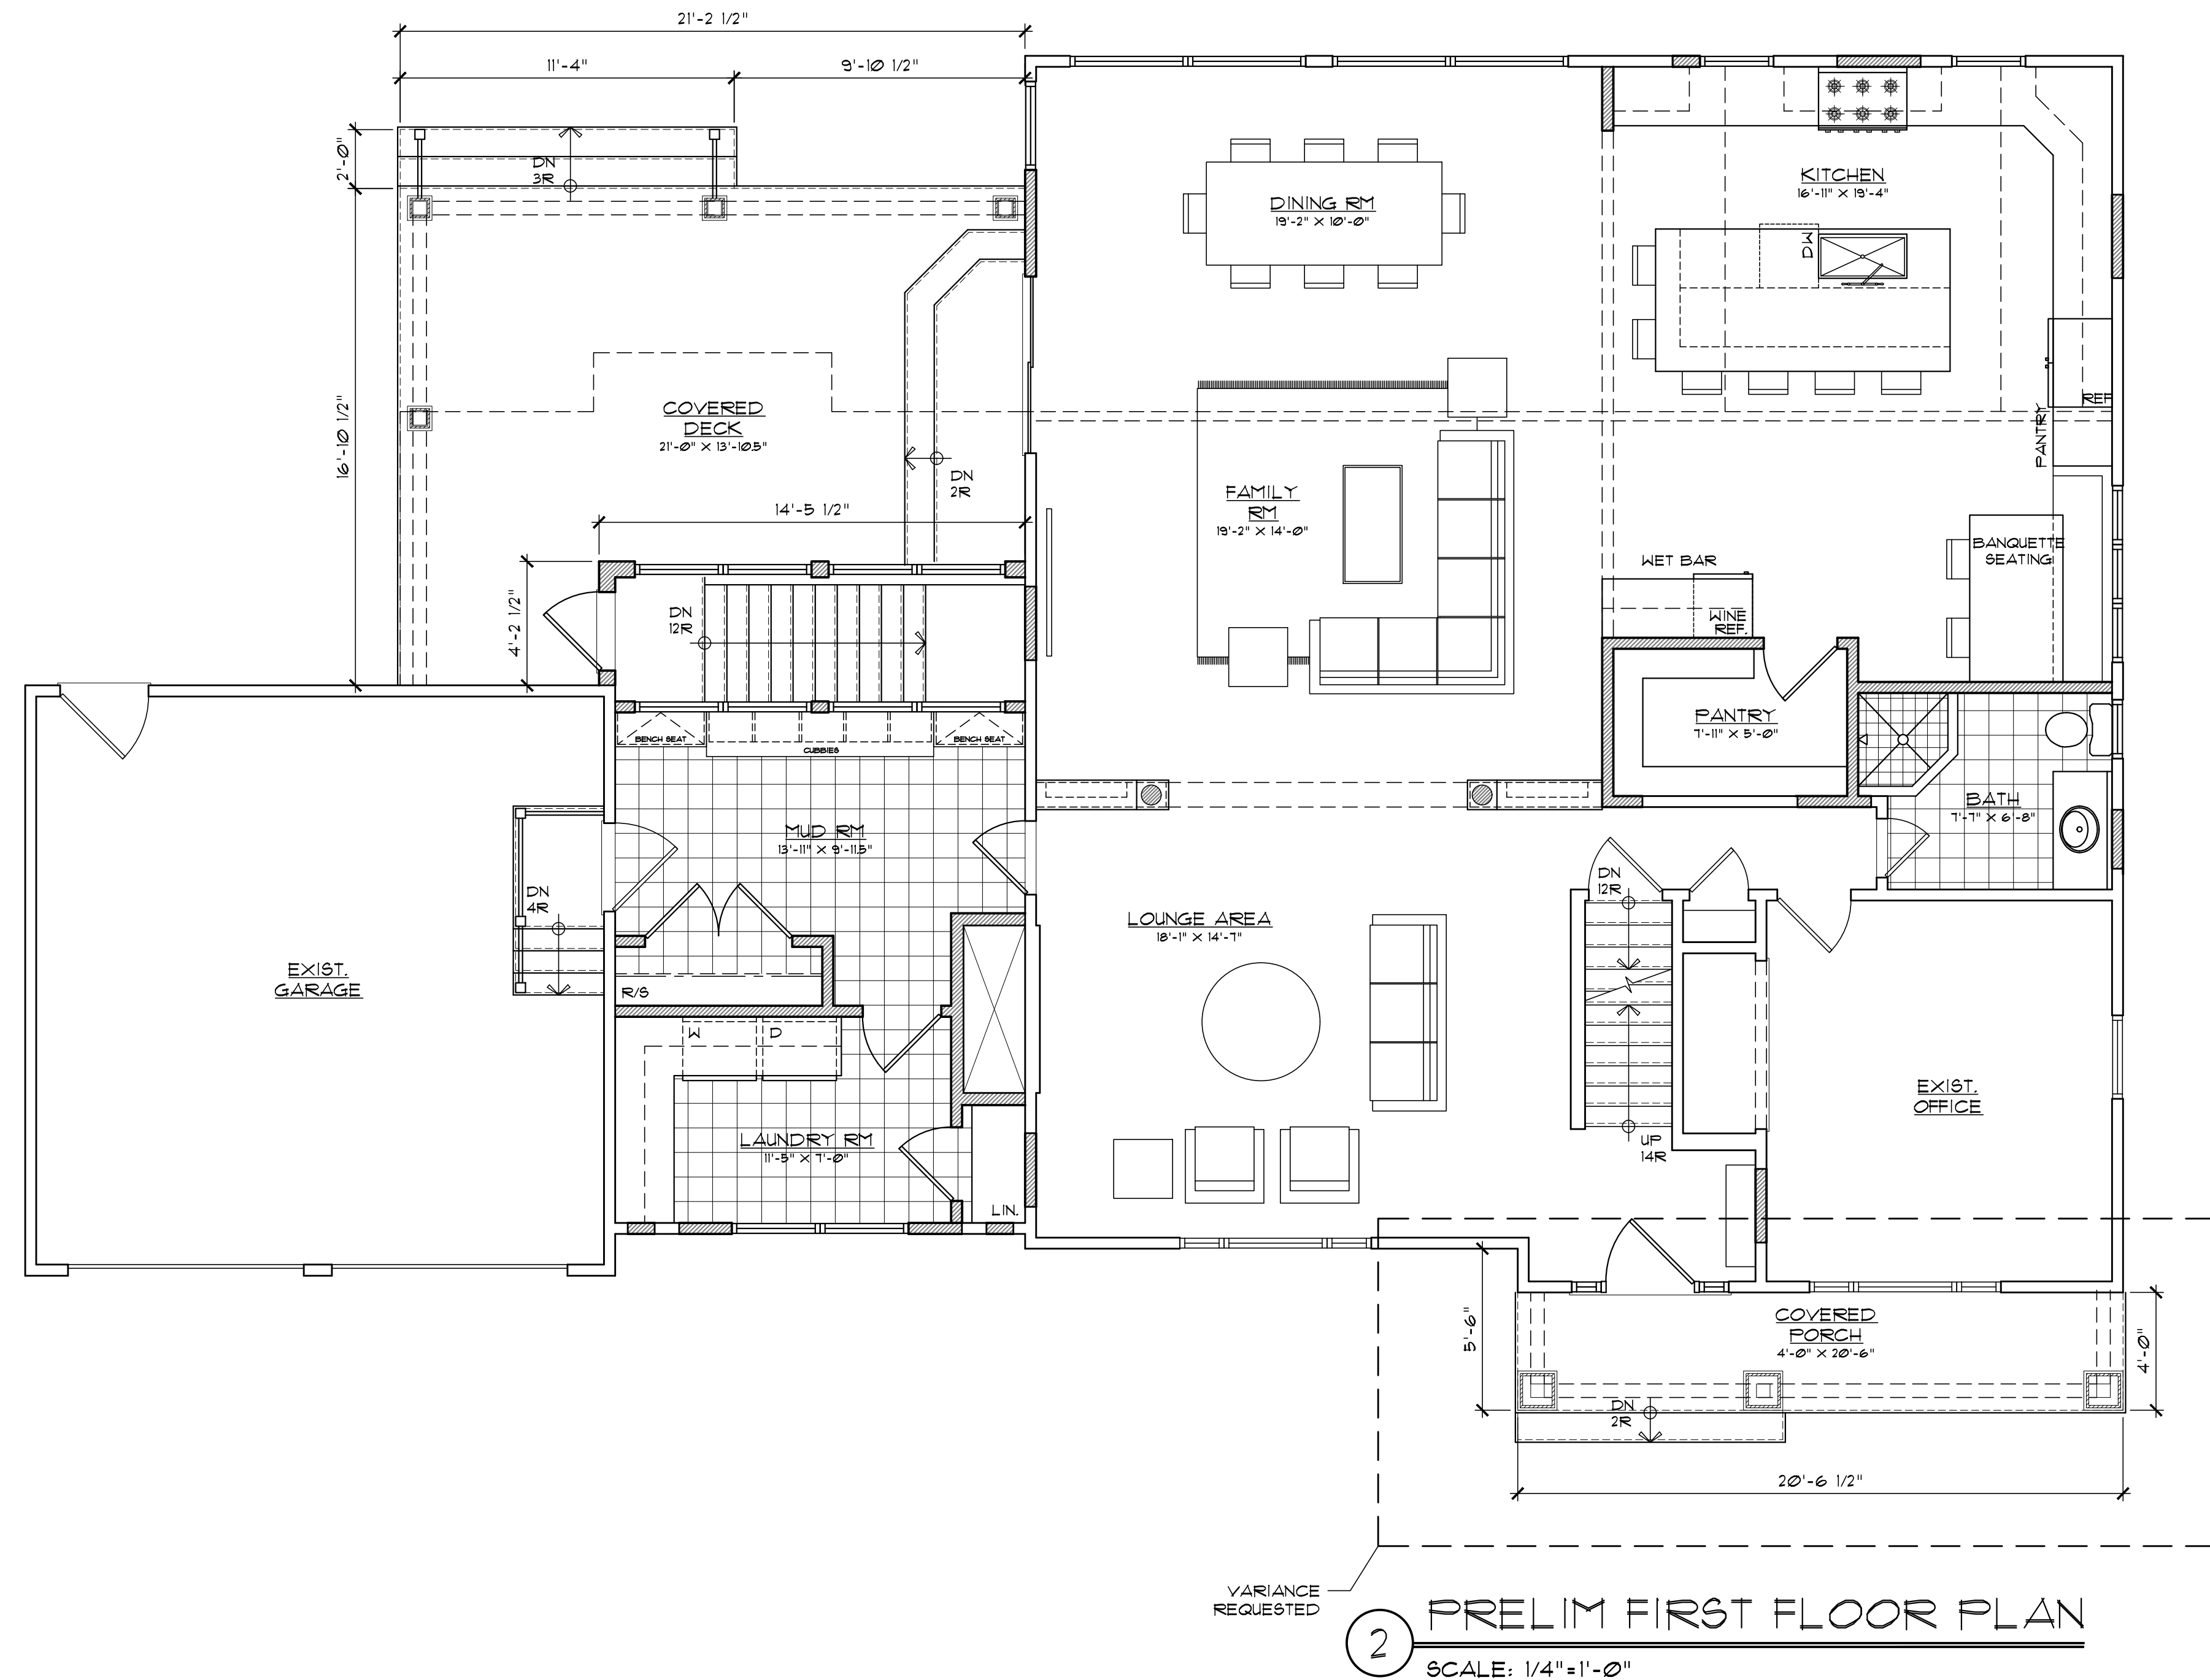 21'-2 1/2"
11'-4"
9'-10 1/2"
2'-0"
DN
3R
16'-10 1/2"
COVERED
DECK
21'-0" X 13'-10.5"
DN
2R
14'-5 1/2"
4'-2 1/2"
DN
12R
DINING RM
19'-2" X 10'-0"
KITCHEN
16'-11" X 19'-4"
DW
REF
PANTRY
FAMILY
RM
19'-2" X 14'-0"
WET BAR
WINE
REF.
BANQUETTE
SEATING
PANTRY
7'-11" X 5'-0"
BENCH SEAT
CUBBIES
BENCH SEAT
MUD RM
13'-11" X 9'-11.5"
BATH
7'-7" X 6'-8"
DN
4R
EXIST.
GARAGE
R/S
W
D
LAUNDRY RM
11'-5" X 7'-0"
LIN.
LOUNGE AREA
18'-1" X 14'-7"
DN
12R
UP
14R
EXIST.
OFFICE
COVERED
PORCH
4'-0" X 20'-6"
5'-6"
4'-0"
DN
2R
20'-6 1/2"
VARIANCE
REQUESTED
2
PRELIM FIRST FLOOR PLAN
SCALE: 1/4"=1'-0"